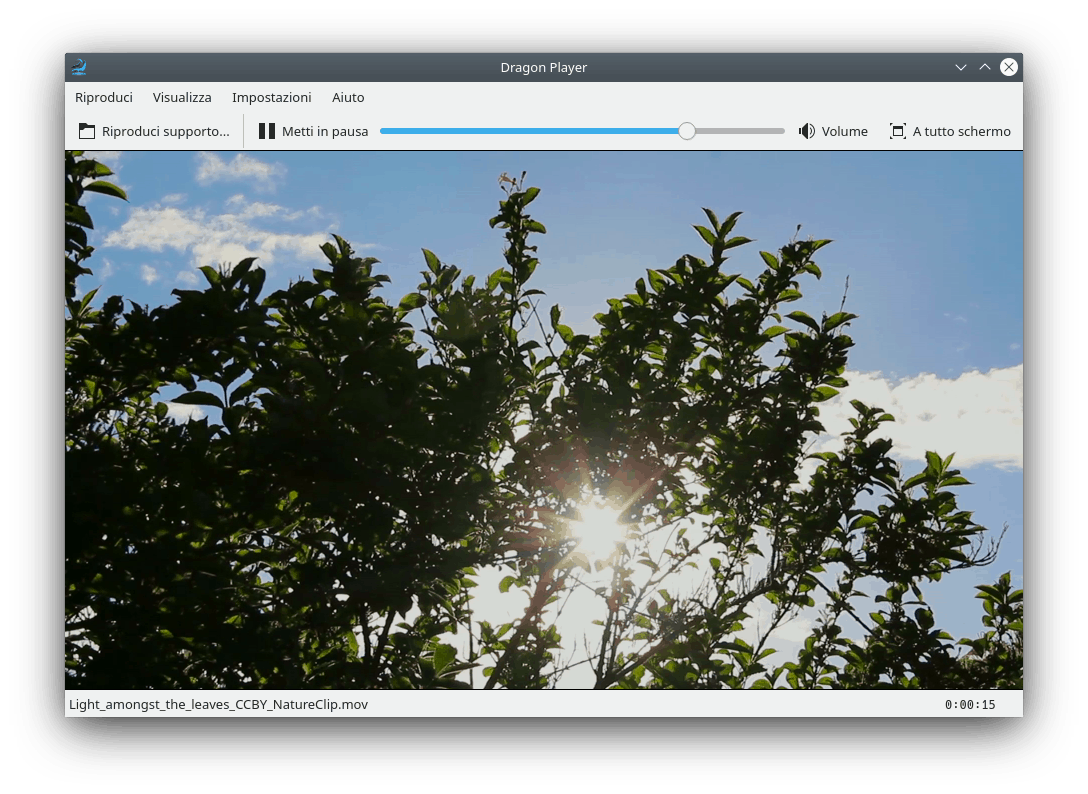 Dragon Player
Riproduci Visualizza Impostazioni Aiuto
Riproduci supporto... Metti in pausa Volume A tutto schermo
Light_amongst_the_leaves_CCBY_NatureClip.mov 0:00:15